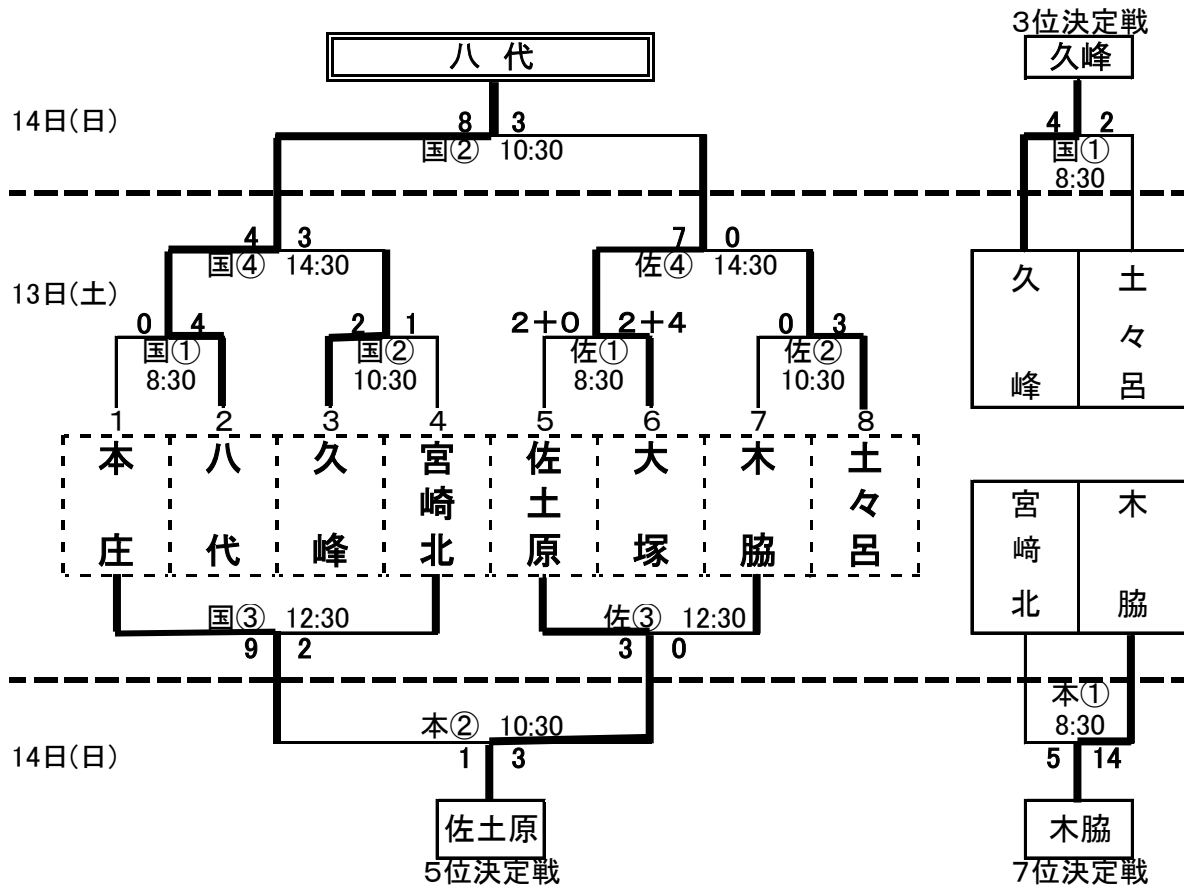 3位決定戦
八 代
久峰
14日(日)
8 3
4 2
国② 10:30
国①
8:30
4 3
7 0
国④ 14:30
佐④ 14:30
13日(土)
0 4
2 1
2+0 2+4
0 3
国①
8:30
国②
10:30
佐①
8:30
佐②
10:30
久峰
土々呂
1 2 3 4 5 6 7 8
本庄
八代
久峰
宮崎北
佐土原
大塚
木脇
土々呂
宮﨑北
木脇
国③ 12:30
佐③ 12:30
9 2
3 0
本② 10:30
本①
8:30
14日(日)
1 3
5 14
佐土原
木脇
5位決定戦
7位決定戦